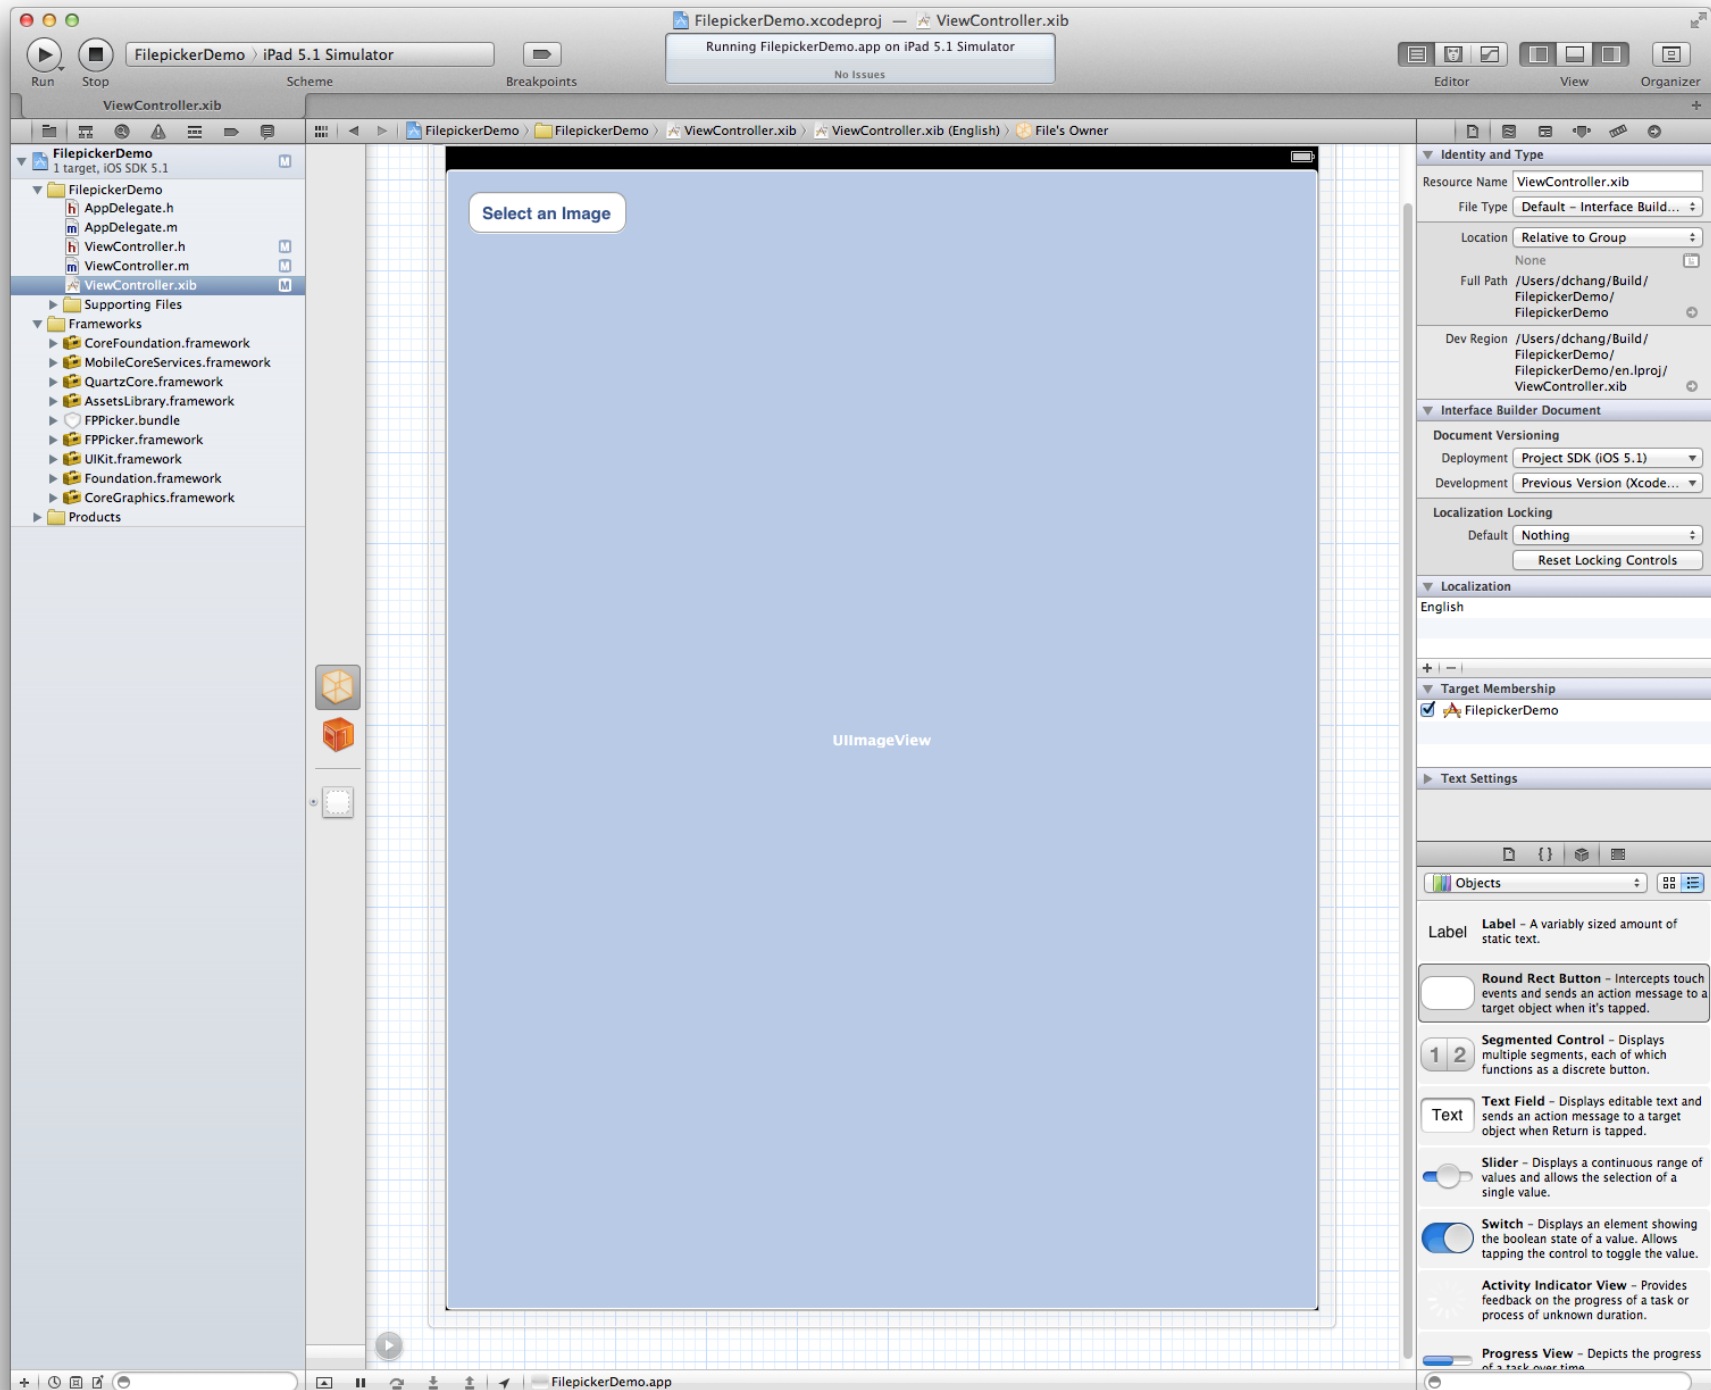 FilepickerDemo.xcodeproj — ViewController.xib
FilepickerDemo > iPad 5.1 Simulator
Running FilepickerDemo.app on iPad 5.1 Simulator
No Issues
Run
Stop
Scheme
Breakpoints
Editor
View
Organizer
ViewController.xib
FilepickerDemo
1 target, iOS SDK 5.1
M
FilepickerDemo
AppDelegate.h
AppDelegate.m
ViewController.h
M
ViewController.m
M
ViewController.xib
M
Supporting Files
Frameworks
CoreFoundation.framework
MobileCoreServices.framework
QuartzCore.framework
AssetsLibrary.framework
FPPicker.bundle
FPPicker.framework
UIKit.framework
Foundation.framework
CoreGraphics.framework
Products
FilepickerDemo > FilepickerDemo > ViewController.xib > ViewController.xib (English) > File's Owner
Select an Image
UIImageView
FilepickerDemo.app
Identity and Type
Resource Name ViewController.xib
File Type Default – Interface Build...
Location Relative to Group
None
Full Path /Users/dchang/Build/
FilepickerDemo/
FilepickerDemo
Dev Region /Users/dchang/Build/
FilepickerDemo/
FilepickerDemo/en.lproj/
ViewController.xib
Interface Builder Document
Document Versioning
Deployment Project SDK (iOS 5.1)
Development Previous Version (Xcode...
Localization Locking
Default Nothing
Reset Locking Controls
Localization
English
Target Membership
FilepickerDemo
Text Settings
Objects
Label
Label – A variably sized amount of
static text.
Round Rect Button – Intercepts touch
events and sends an action message to a
target object when it's tapped.
1 2
Segmented Control – Displays
multiple segments, each of which
functions as a discrete button.
Text
Text Field – Displays editable text and
sends an action message to a target
object when Return is tapped.
Slider – Displays a continuous range of
values and allows the selection of a
single value.
Switch – Displays an element showing
the boolean state of a value. Allows
tapping the control to toggle the value.
Activity Indicator View – Provides
feedback on the progress of a task or
process of unknown duration.
Progress View – Depicts the progress
of a task over time.